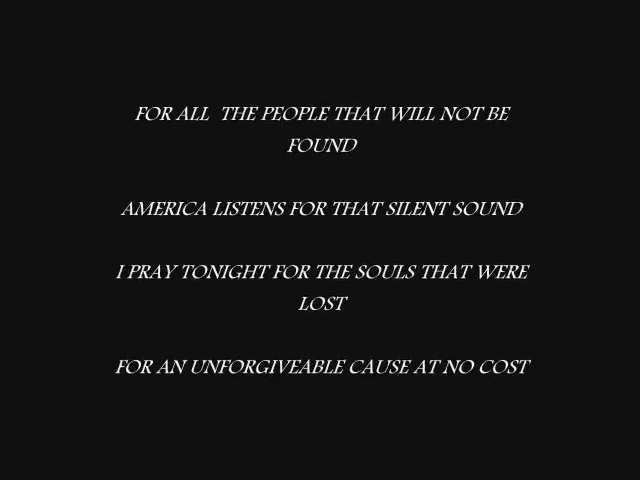 FOR ALL THE PEOPLE THAT WILL NOT BE
FOUND
AMERICA LISTENS FOR THAT SILENT SOUND
I PRAY TONIGHT FOR THE SOULS THAT WERE
LOST
FOR AN UNFORGIVEABLE CAUSE AT NO COST